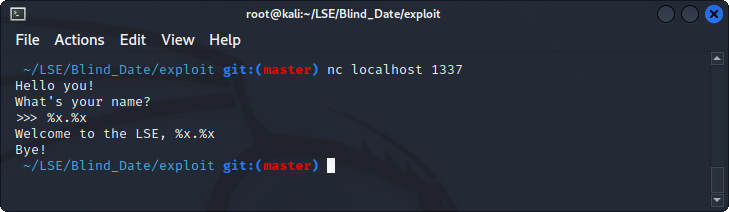 root@kali:~/LSE/Blind_Date/exploit
File Actions Edit View Help
~/LSE/Blind_Date/exploit git:(master) nc localhost 1337
Hello you!
What's your name?
>>> %x.%x
Welcome to the LSE, %x.%x
Bye!
~/LSE/Blind_Date/exploit git:(master)